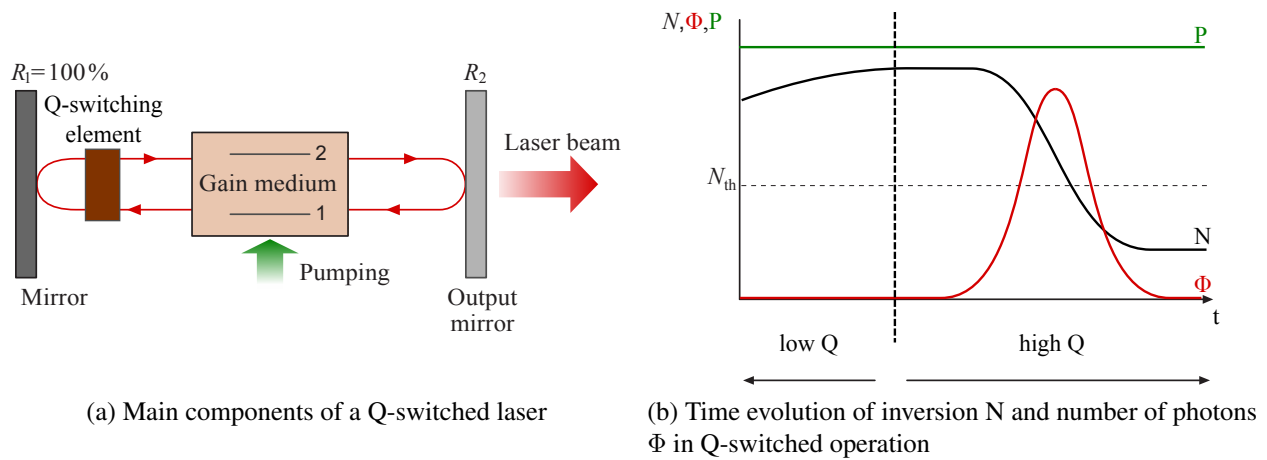 R₁=100%
Q-switching
element
R₂
2
Gain medium
1
Laser beam
Pumping
Mirror
Output
mirror
(a) Main components of a Q-switched laser
N,Φ,P
P
Nth
N
Φ
t
low Q
high Q
(b) Time evolution of inversion N and number of photons
Φ in Q-switched operation